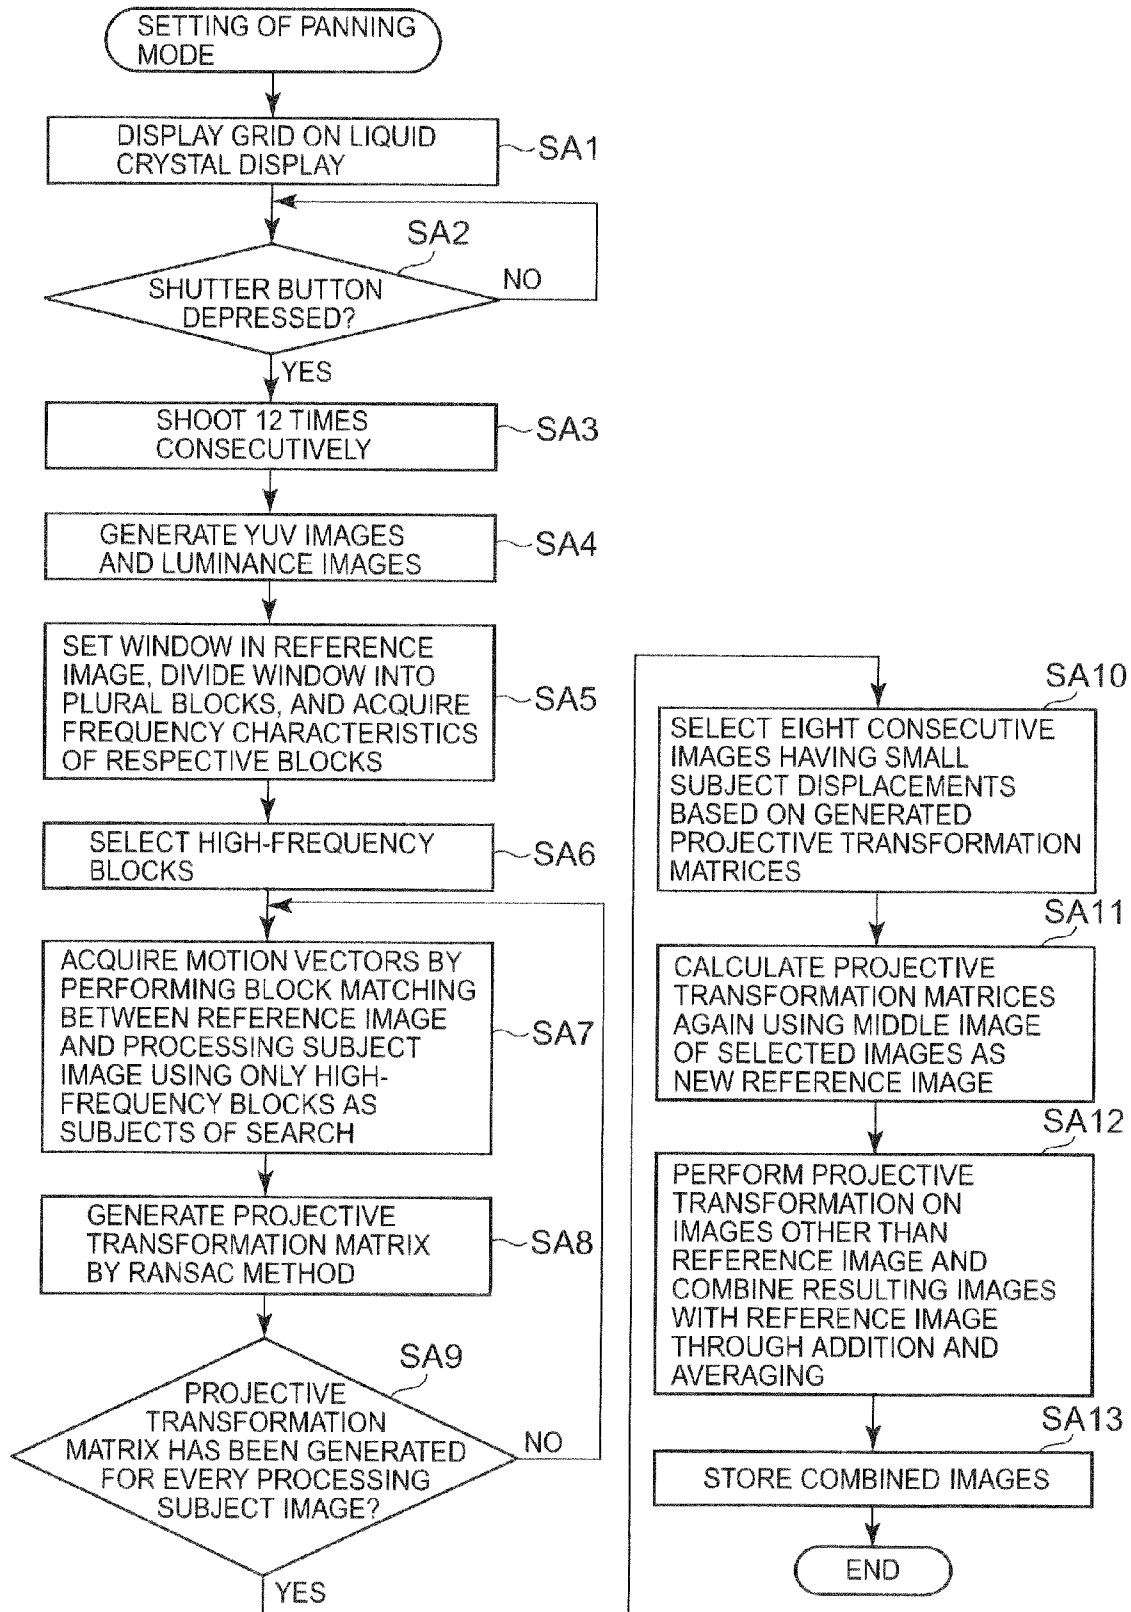 SETTING OF PANNING
MODE
DISPLAY GRID ON LIQUID
CRYSTAL DISPLAY
SA1
SA2
SHUTTER BUTTON
DEPRESSED?
NO
YES
SHOOT 12 TIMES
CONSECUTIVELY
SA3
GENERATE YUV IMAGES
AND LUMINANCE IMAGES
SA4
SET WINDOW IN REFERENCE
IMAGE, DIVIDE WINDOW INTO
PLURAL BLOCKS, AND ACQUIRE
FREQUENCY CHARACTERISTICS
OF RESPECTIVE BLOCKS
SA5
SELECT HIGH-FREQUENCY
BLOCKS
SA6
ACQUIRE MOTION VECTORS BY
PERFORMING BLOCK MATCHING
BETWEEN REFERENCE IMAGE
AND PROCESSING SUBJECT
IMAGE USING ONLY HIGH-
FREQUENCY BLOCKS AS
SUBJECTS OF SEARCH
SA7
GENERATE PROJECTIVE
TRANSFORMATION MATRIX
BY RANSAC METHOD
SA8
SA9
PROJECTIVE
TRANSFORMATION
MATRIX HAS BEEN GENERATED
FOR EVERY PROCESSING
SUBJECT IMAGE?
NO
YES
SA10
SELECT EIGHT CONSECUTIVE
IMAGES HAVING SMALL
SUBJECT DISPLACEMENTS
BASED ON GENERATED
PROJECTIVE TRANSFORMATION
MATRICES
SA11
CALCULATE PROJECTIVE
TRANSFORMATION MATRICES
AGAIN USING MIDDLE IMAGE
OF SELECTED IMAGES AS
NEW REFERENCE IMAGE
SA12
PERFORM PROJECTIVE
TRANSFORMATION ON
IMAGES OTHER THAN
REFERENCE IMAGE AND
COMBINE RESULTING IMAGES
WITH REFERENCE IMAGE
THROUGH ADDITION AND
AVERAGING
SA13
STORE COMBINED IMAGES
END